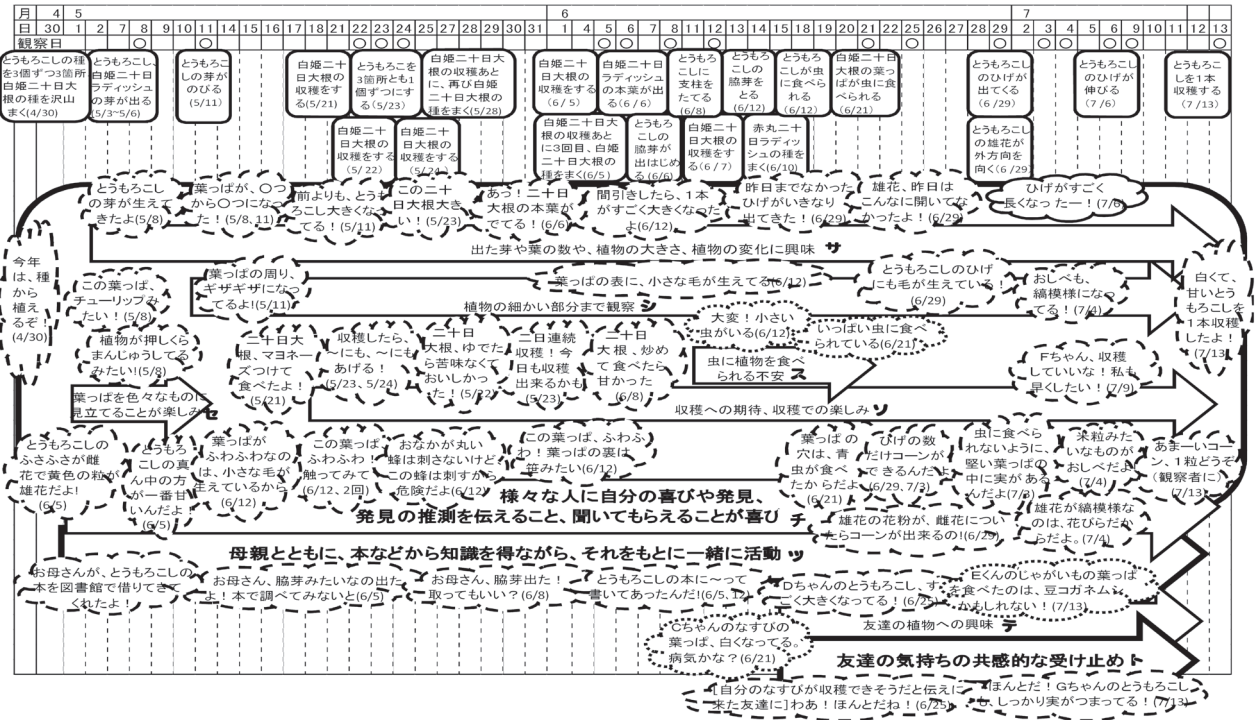 月 4 5 6 7
日 30 1 2 7 8 9 10 11 12 14 15 16 17 18 21 22 23 24 25 26 27 28 29 30 31 1 3 4 5 6 7 8 9 10 11 12 13 14 15 18 19 20 21 22 25 26 27 28 29 2 3 4 5 6 9 10 11 12 13
観察日
とうもろこしの種
を3個ずつ3箇所
白姫二十日大
根の種を沢山
まく(4/30)
とうもろこし、
白姫二十日
ラディッシュ
の芽が出る
(5/3~5/6)
とうもろこ
しの芽が
のびる
(5/11)
白姫二十
日大根の
収穫をす
る(5/21)
とうもろこを
3箇所とも1
個ずつにす
る(5/23)
白姫二十日大
根の収穫あと
に、再び白姫
二十日大根の
種をまく(5/28)
白姫二十
日大根の
収穫をする
(6/5)
白姫二十日
ラディッシュ
の本葉が出
る(6/6)
とうもろ
こしに
支柱を
たてる
(6/8)
とうもろ
こしの
脇芽を
とる
(6/12)
とうもろ
こしが虫
に食べら
れる
(6/12)
白姫二十日
大根の葉っ
ぱが虫に食
べられる
(6/21)
とうもろこし
のひげが
出てくる
(6/29)
とうもろこし
のひげが
伸びる
(7/6)
とうもろこ
しを1本
収穫する
(7/13)
白姫二十
日大根の
収穫をする
(5/22)
白姫二十
日大根の
収穫をする
(5/24)
白姫二十日大
根の収穫あと
に3回目、白姫
二十日大根の
種をまく(6/5)
とうもろ
こしの
脇芽が
出はじめ
る(6/6)
白姫二十
日大根の
収穫をす
る(6/7)
赤丸二十
日ラディッ
シュの種を
まく(6/10)
とうもろこし
の雄花が
外方向を
向く(6/29)
とうもろこし
の芽が生えて
きたよ(5/8)
葉っぱが、〇つ
から〇つになっ
た!(5/8、11)
前よりも、とうも
ろこし大きくなっ
てる!(5/11)
この二十
日大根大き
い!(5/23)
あっ!二十日
大根の本葉が
でてる!(6/6)
間引きしたら、1本
がすごく大きくなった
よ(6/12)
昨日までなかった
ひげがいきなり
出てきた!(6/29)
雄花、昨日は
こんなに開いてな
かったよ!(6/29)
ひげがすごく
長くなったー!(7/6)
出た芽や葉の数や、植物の大きさ、植物の変化に興味 サ
今年
は、種
から
植え
るぞ!
(4/30)
この葉っぱ、
チューリップみ
たい!(5/8)
葉っぱの周り、
ギザギザになっ
てるよ!(5/11)
葉っぱの表に、小さな毛が生えてる(6/12)
とうもろこしのひげ
にも毛が生えている!
(6/29)
おしべも、
縞模様になっ
てる!(7/4)
白くて、
甘いとう
もろこしを
1本収穫
したよ!
(7/13)
植物の細かい部分まで観察 シ
植物が押しくら
まんじゅうしてる
みたい!(5/8)
二十日大
根、マヨネー
ズつけて
食べたよ!
(5/21)
収穫したら、
~にも、~にも
あげる!
(5/23、5/24)
二十日
大根、ゆでた
ら苦味なくて
おいしかっ
た!(5/22)
二日連続
収穫!今
日も収穫
出来るかも
(5/23)
二十日
大根、炒め
て食べたら
甘かった
(6/8)
大変!小さい
虫がいる(6/12)
いっぱい虫に食べ
られている(6/21)
虫に植物を食べ
られる不安 ス
Fちゃん、収穫
していいな!私も
早くしたい!(7/9)
葉っぱを色々なものに
見立てることが楽しみ セ
収穫への期待、収穫での楽しみ ソ
とうもろこしの
ふさふさが雌
花で黄色の粒が
雄花だよ!
(6/5)
とうもろ
こしの真
ん中の方
が一番甘
いんだよ!
(6/5)
葉っぱが
ふわふわなの
は、小さな毛が
生えているから
(6/12)
この葉っぱ、
ふわふわ!
触ってみて
(6/12、2回)
おなかが丸い
蜂は刺さないけど、
この蜂は刺すから
危険だよ(6/12)
この葉っぱ、ふわふ
わ!葉っぱの裏は
笹みたい(6/12)
葉っぱの
穴は、青
虫が食べ
たからだよ
(6/21)
ひげの数
だけコーンが
できるんだよ
(6/29、7/3)
虫に食べら
れないように、
堅い葉っぱの
中に実がある
んだよ(7/3)
米粒みた
いなものが
おしべだよ
(7/4)
あまーいコー
ン、1粒どうぞ
(観察者に)
(7/13)
様々な人に自分の喜びや発見、
発見の推測を伝えること、聞いてもらえることが喜び チ
雄花の花粉が、雌花につい
たらコーンが出来るの!(6/29)
雄花が縞模様な
のは、花びらだか
らだよ。(7/4)
母親とともに、本などから知識を得ながら、それをもとに一緒に活動 ッ
お母さんが、とうもろこしの
本を図書館で借りてきて
くれたよ!
お母さん、脇芽みたいなの出た
よ!本で調べてみないと(6/5)
お母さん、脇芽出た!
取ってもいい?(6/8)
とうもろこしの本に~って
書いてあったんだ!(6/5、12)
Dちゃんのとうもろこし、す
ごく大きくなってる!(6/25)
Eくんのじゃがいもの葉っぱ
を食べたのは、豆コガネムシ
かもしれない!(7/13)
Cちゃんのなすびの
葉っぱ、白くなってる。
病気かな?(6/21)
友達の植物への興味 テ
友達の気持ちの共感的な受け止め ト
[自分のなすびが収穫できそうだと伝えに
来た友達に]わあ!ほんとだね!(6/25)
ほんとだ!Gちゃんのとうもろこし
も、しっかり実がつまってる!(7/13)